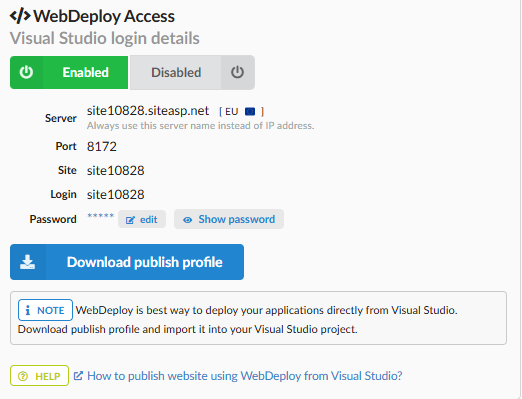 </> WebDeploy Access
Visual Studio login details
Enabled Disabled
Server site10828.siteasp.net [ EU ]
Always use this server name instead of IP address.
Port 8172
Site site10828
Login site10828
Password ***** edit Show password
Download publish profile
NOTE WebDeploy is best way to deploy your applications directly from Visual Studio.
Download publish profile and import it into your Visual Studio project.
HELP How to publish website using WebDeploy from Visual Studio?